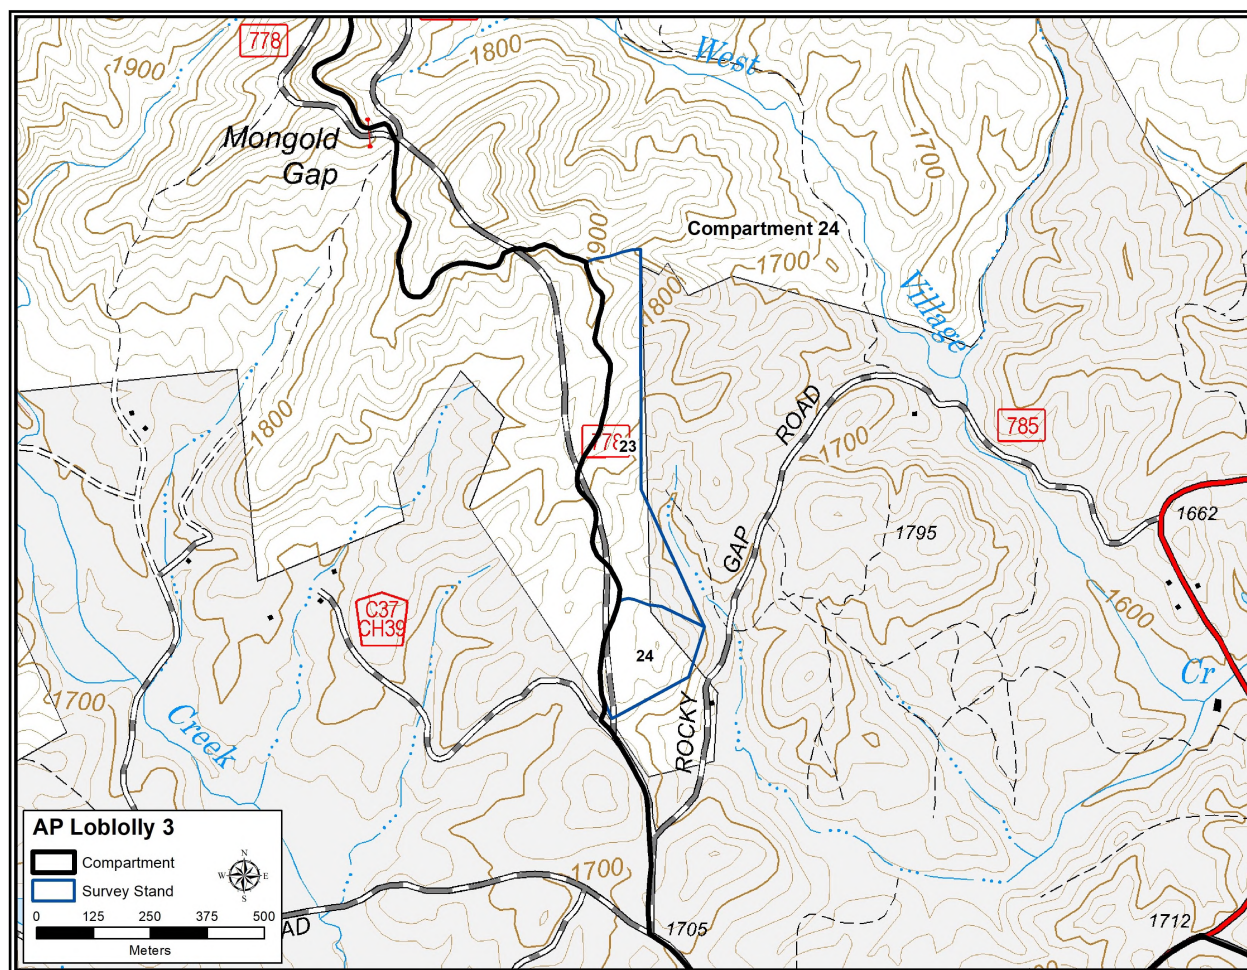 778
1800
West
1900
Mongold
Gap
1700
Compartment 24
1900
1700
1800
Village
1800
ROAD
785
778
23
1700
1662
GAP
1795
C37
CH39
1600
24
Cr
1700
ROCKY
Creek
AP Loblolly 3
Compartment
Survey Stand
N
W E
S
0 125 250 375 500
Meters
1700
AD
1705
1712